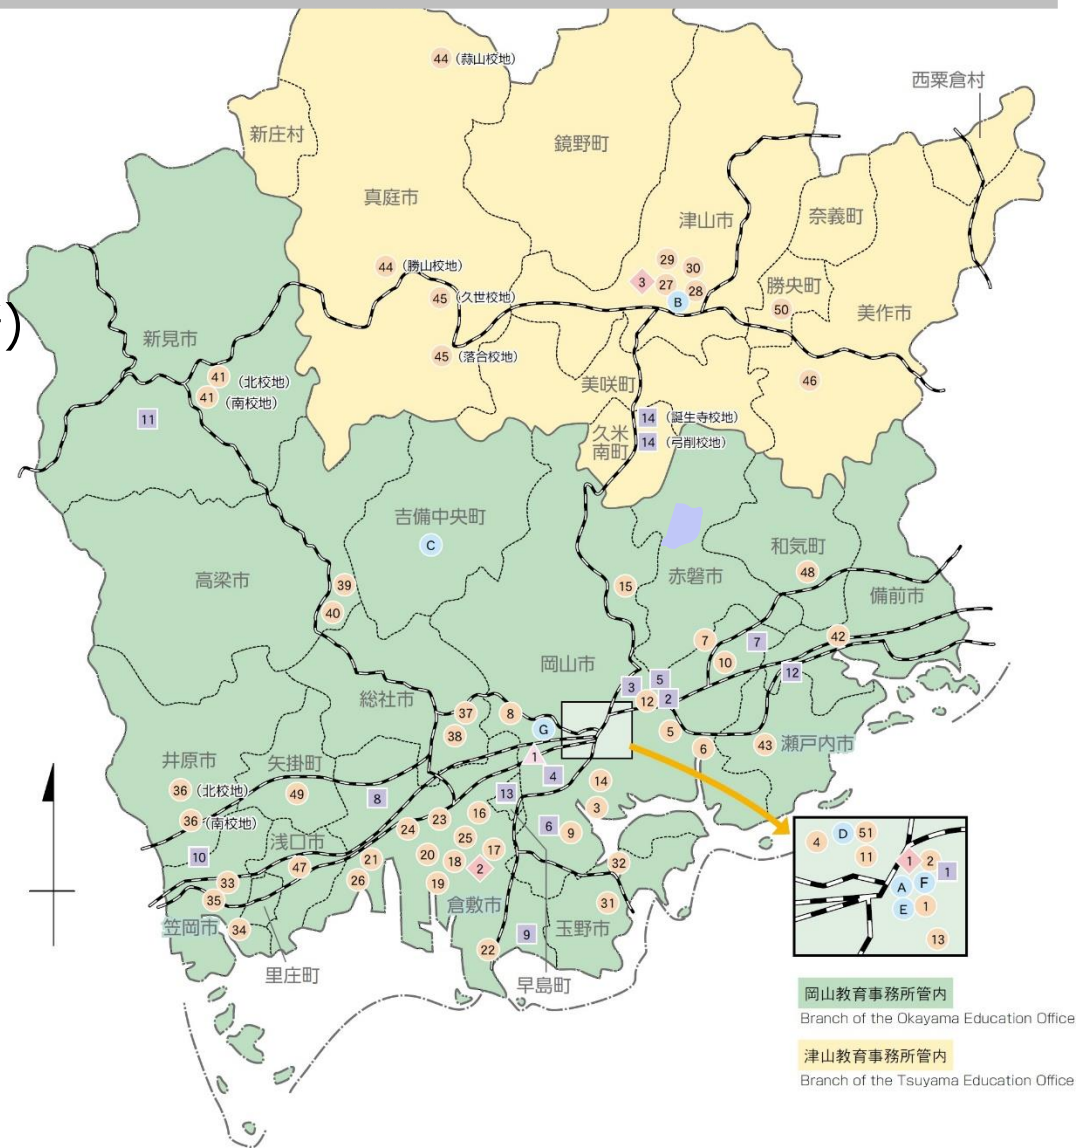 44 (蒜山校地)
西粟倉村
新庄村
鏡野町
真庭市
津山市
奈義町
29
30
44 (勝山校地)
3
27
28
B
勝央町
45 (久世校地)
50
美作市
)
新見市
45 (落合校地)
41 (北校地)
41 (南校地)
美咲町
46
11
14 (誕生寺校地)
久米
南町
14 (弓削校地)
吉備中央町
C
和気町
高梁市
39
15
赤磐市
48
備前市
40
7
7
42
10
岡山市
12
5
3
総社市
2
12
37
8
G
5
38
6
43
瀬戸内市
井原市
矢掛町
1
4
14
36 (北校地)
49
8
13
3
36 (南校地)
16
6
9
23
24
25
4
D
51
浅口市
17
11
1
2
10
21
20
18
2
32
1
47
A
F
33
26
19
E
1
35
倉敷市
31
13
笠岡市
34
9
玉野市
22
里庄町
早島町
岡山教育事務所管内
Branch of the Okayama Education Office
津山教育事務所管内
Branch of the Tsuyama Education Office